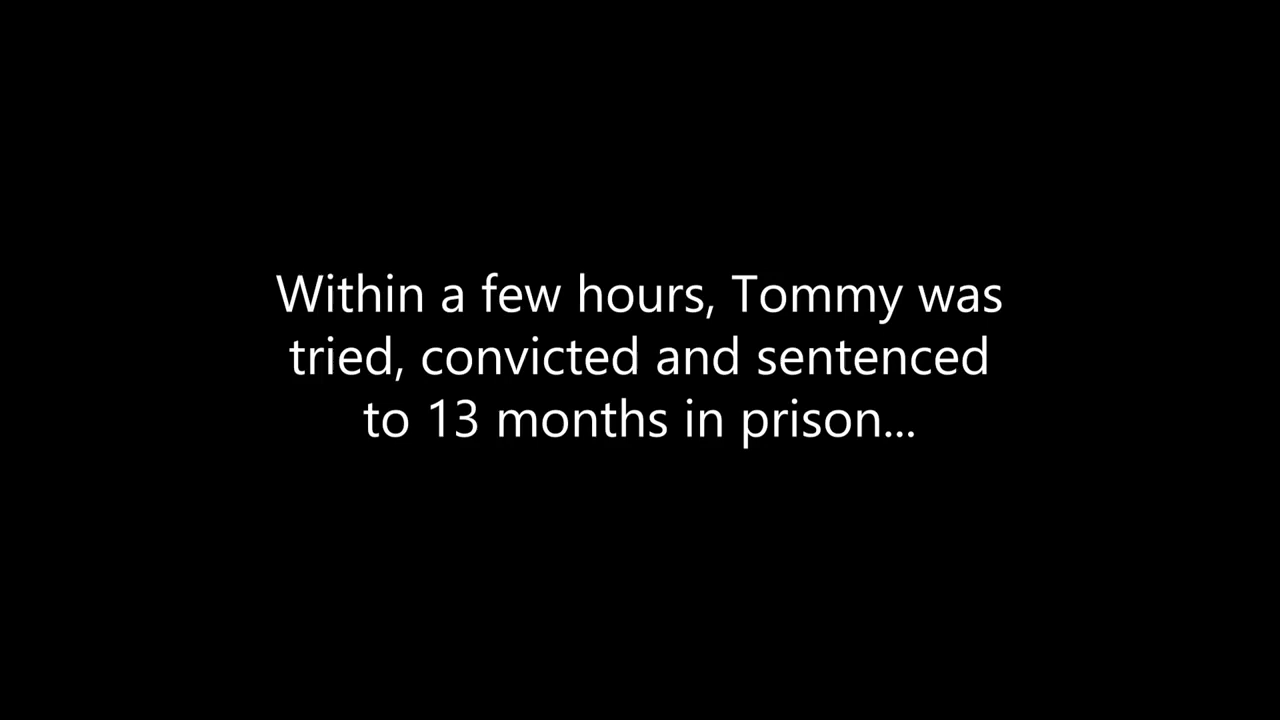 Within a few hours, Tommy was
tried, convicted and sentenced
to 13 months in prison...